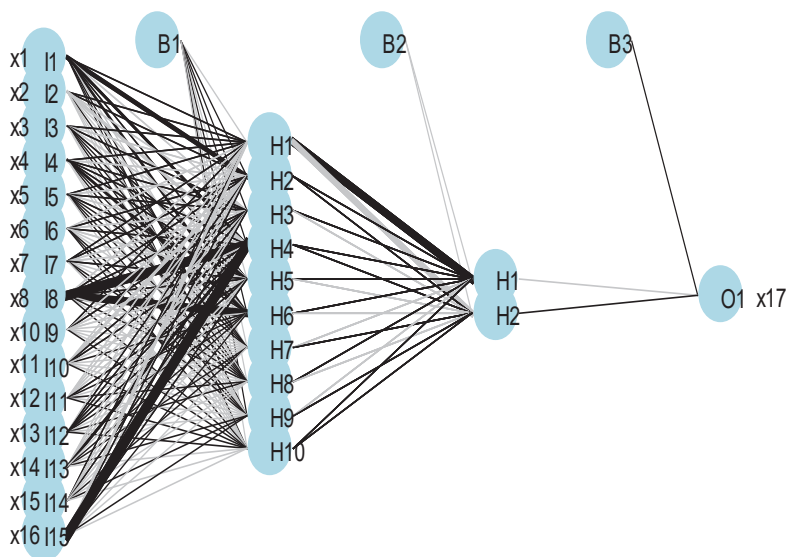 B1
B2
B3
x1 I1
x2 I2
x3 I3
x4 I4
x5 I5
x6 I6
x7 I7
x8 I8
x10 I9
x11 I10
x12 I11
x13 I12
x14 I13
x15 I14
x16 I15
H1
H2
H3
H4
H5
H6
H7
H8
H9
H10
H1
H2
O1 x17